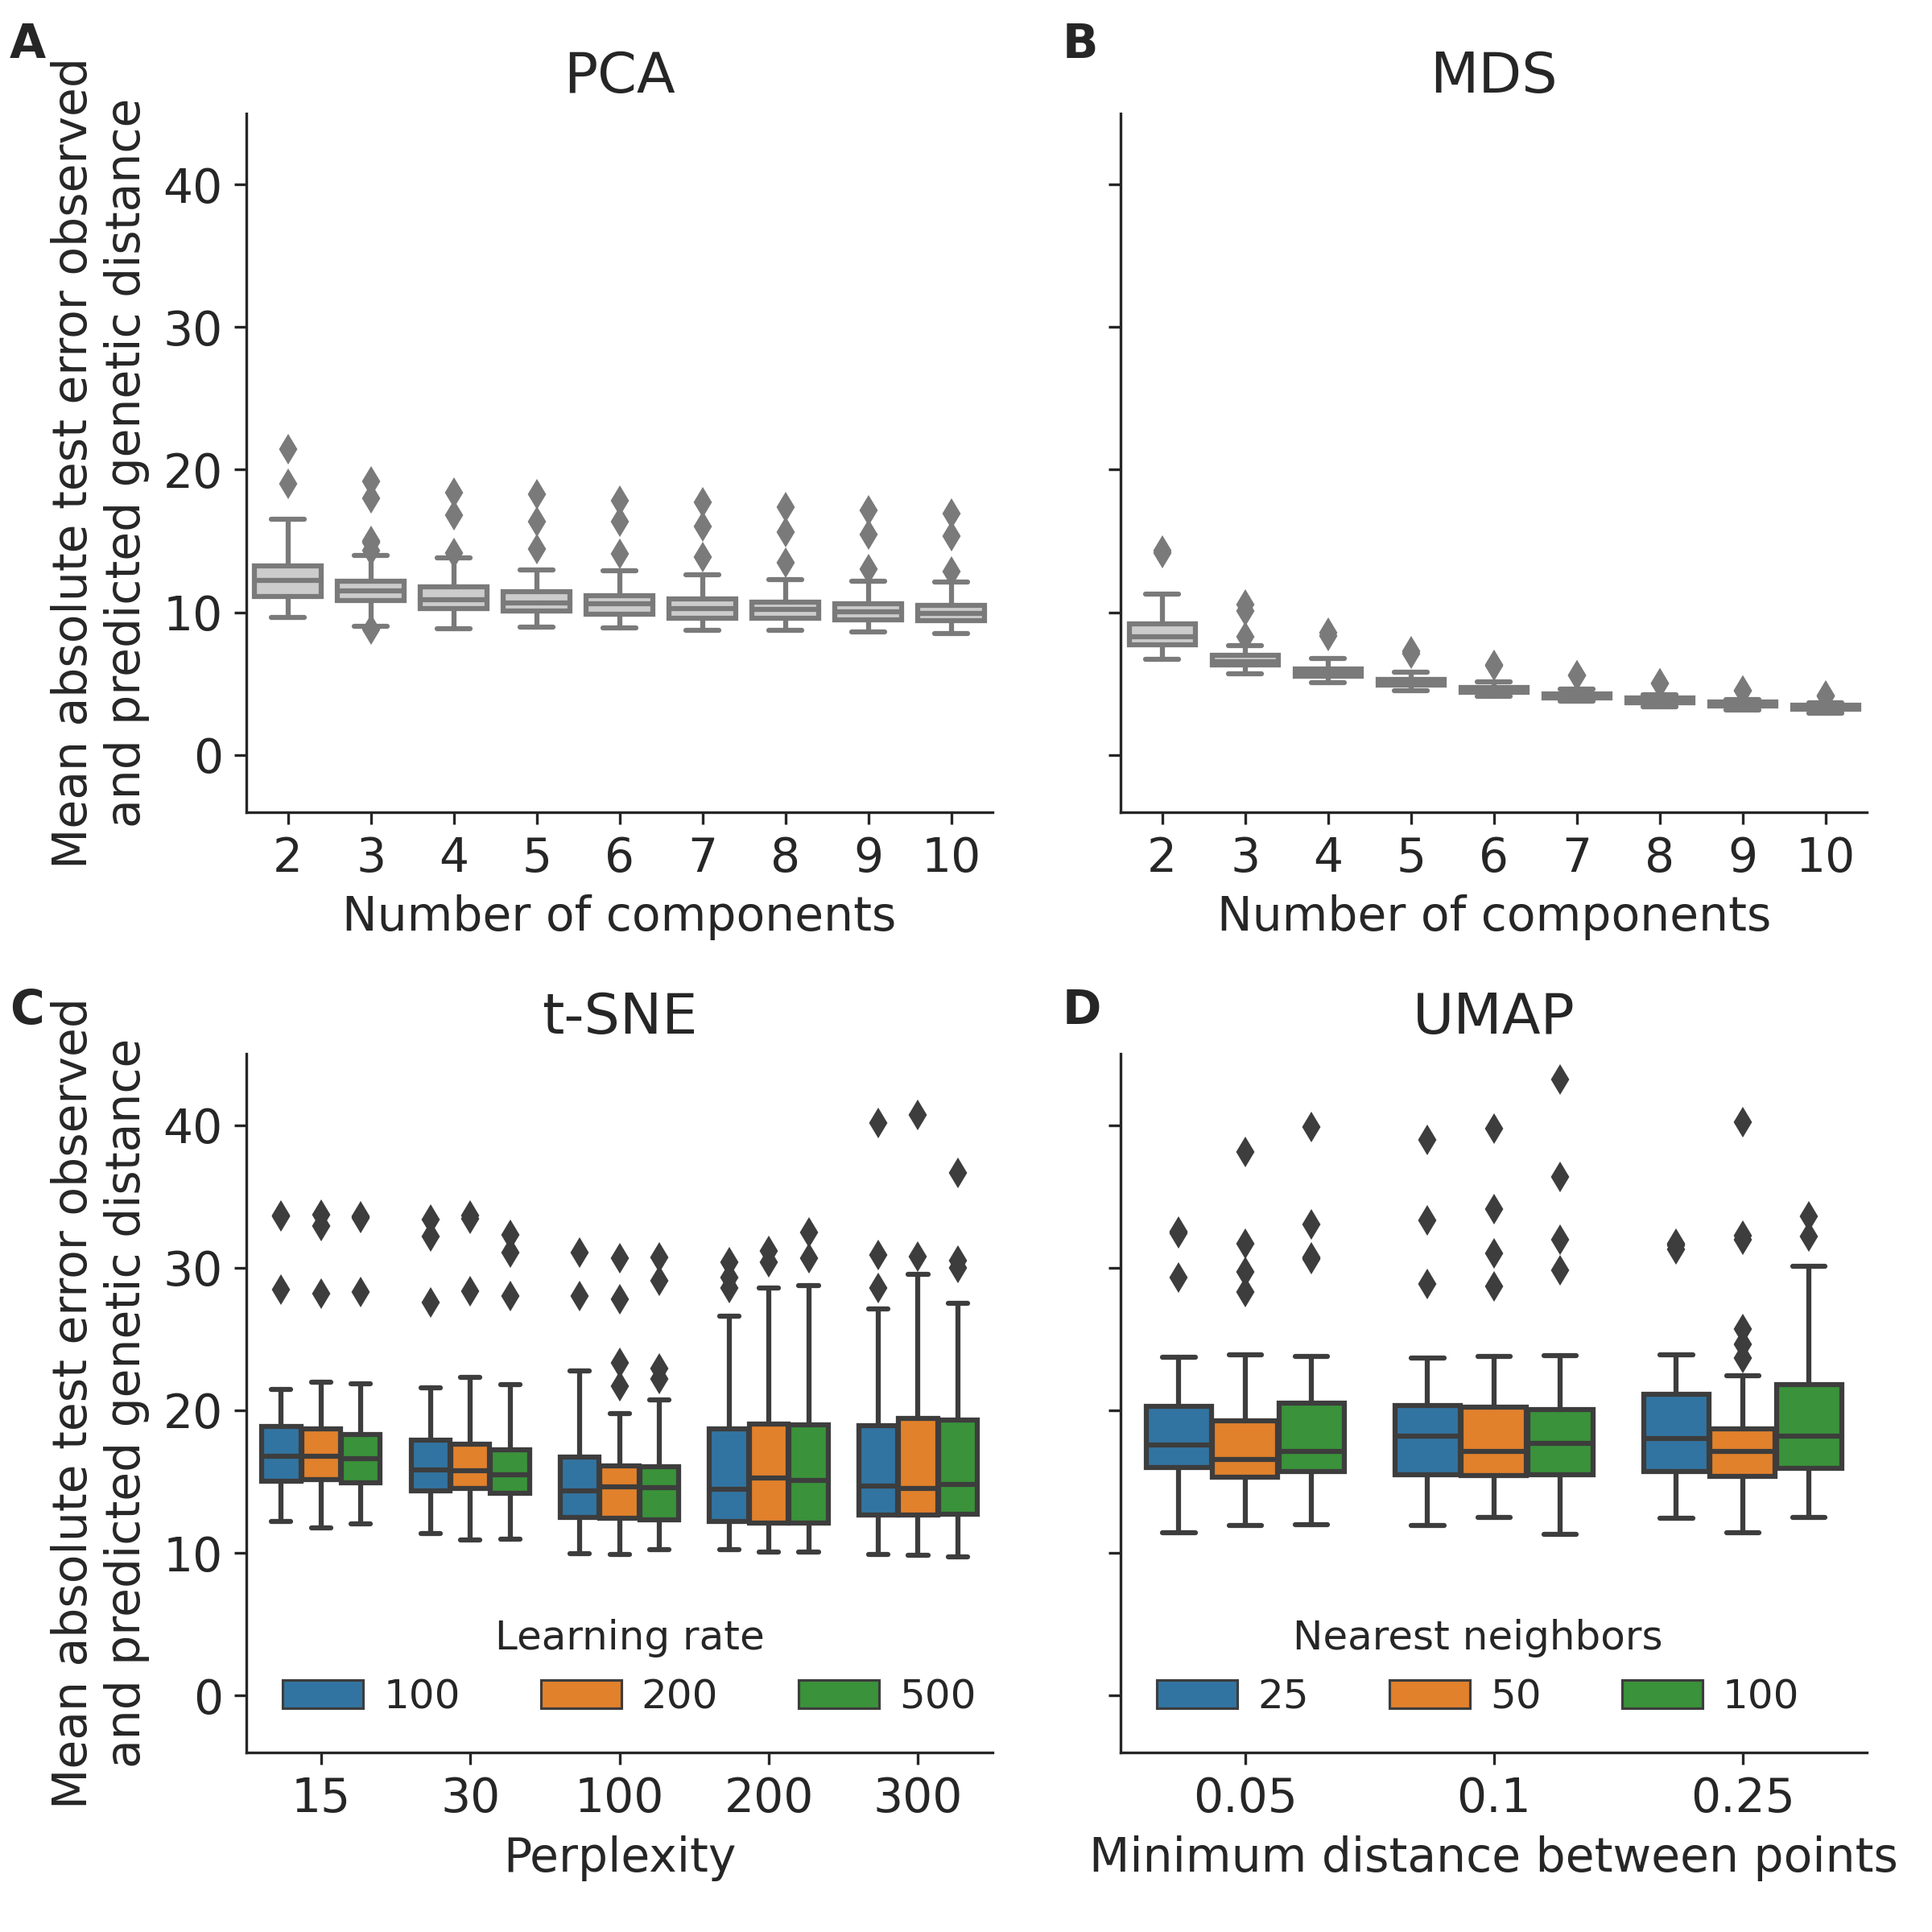 A
B
PCA
MDS
Mean absolute test error observed
and predicted genetic distance
40
30
20
10
0
2 3 4 5 6 7 8 9 10
2 3 4 5 6 7 8 9 10
Number of components
Number of components
C
D
t-SNE
UMAP
Mean absolute test error observed
and predicted genetic distance
40
30
20
10
0
Learning rate
100 200 500
Nearest neighbors
25 50 100
15 30 100 200 300
0.05 0.1 0.25
Perplexity
Minimum distance between points